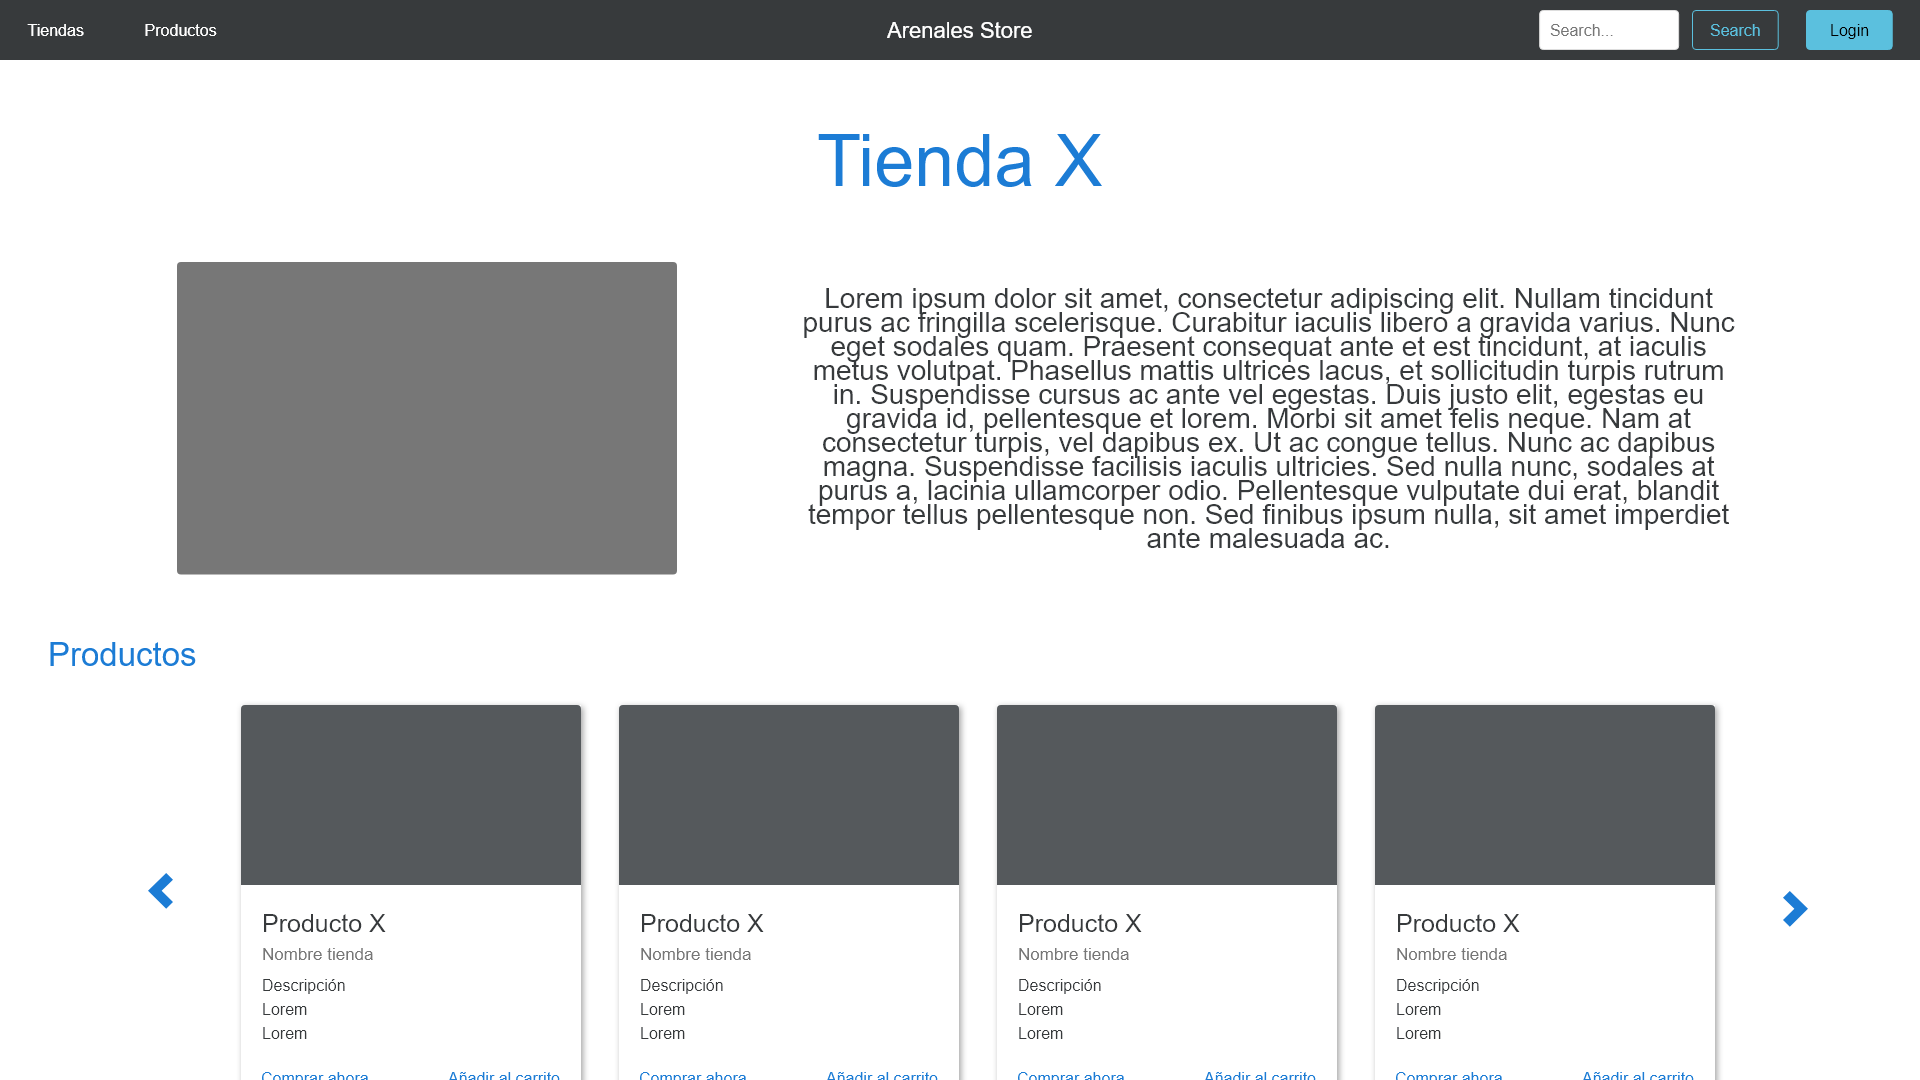 Tiendas Productos Arenales Store Search... Search Login
Tienda X
Lorem ipsum dolor sit amet, consectetur adipiscing elit. Nullam tincidunt
purus ac fringilla scelerisque. Curabitur iaculis libero a gravida varius. Nunc
eget sodales quam. Praesent consequat ante et est tincidunt, at iaculis
metus volutpat. Phasellus mattis ultrices lacus, et sollicitudin turpis rutrum
in. Suspendisse cursus ac ante vel egestas. Duis justo elit, egestas eu
gravida id, pellentesque et lorem. Morbi sit amet felis neque. Nam at
consectetur turpis, vel dapibus ex. Ut ac congue tellus. Nunc ac dapibus
magna. Suspendisse facilisis iaculis ultricies. Sed nulla nunc, sodales at
purus a, lacinia ullamcorper odio. Pellentesque vulputate dui erat, blandit
tempor tellus pellentesque non. Sed finibus ipsum nulla, sit amet imperdiet
ante malesuada ac.
Productos
Producto X
Nombre tienda
Descripción
Lorem
Lorem
Comprar ahora Añadir al carrito
Producto X
Nombre tienda
Descripción
Lorem
Lorem
Comprar ahora Añadir al carrito
Producto X
Nombre tienda
Descripción
Lorem
Lorem
Comprar ahora Añadir al carrito
Producto X
Nombre tienda
Descripción
Lorem
Lorem
Comprar ahora Añadir al carrito